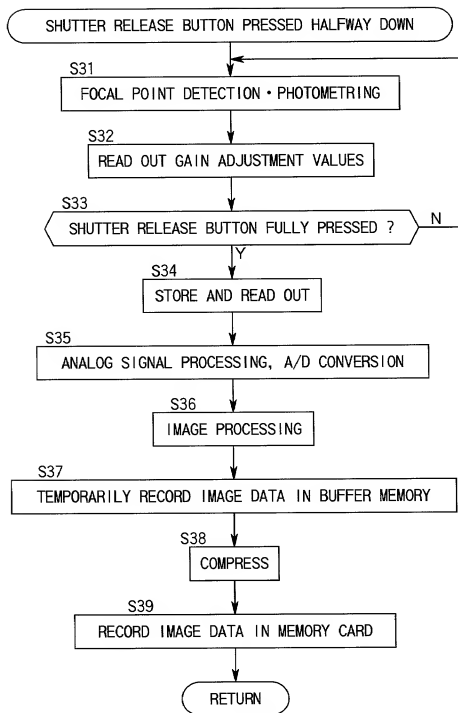 SHUTTER RELEASE BUTTON PRESSED HALFWAY DOWN
S31
FOCAL POINT DETECTION・PHOTOMETRING
S32
READ OUT GAIN ADJUSTMENT VALUES
S33
SHUTTER RELEASE BUTTON FULLY PRESSED ?
N
Y
S34
STORE AND READ OUT
S35
ANALOG SIGNAL PROCESSING, A/D CONVERSION
S36
IMAGE PROCESSING
S37
TEMPORARILY RECORD IMAGE DATA IN BUFFER MEMORY
S38
COMPRESS
S39
RECORD IMAGE DATA IN MEMORY CARD
RETURN